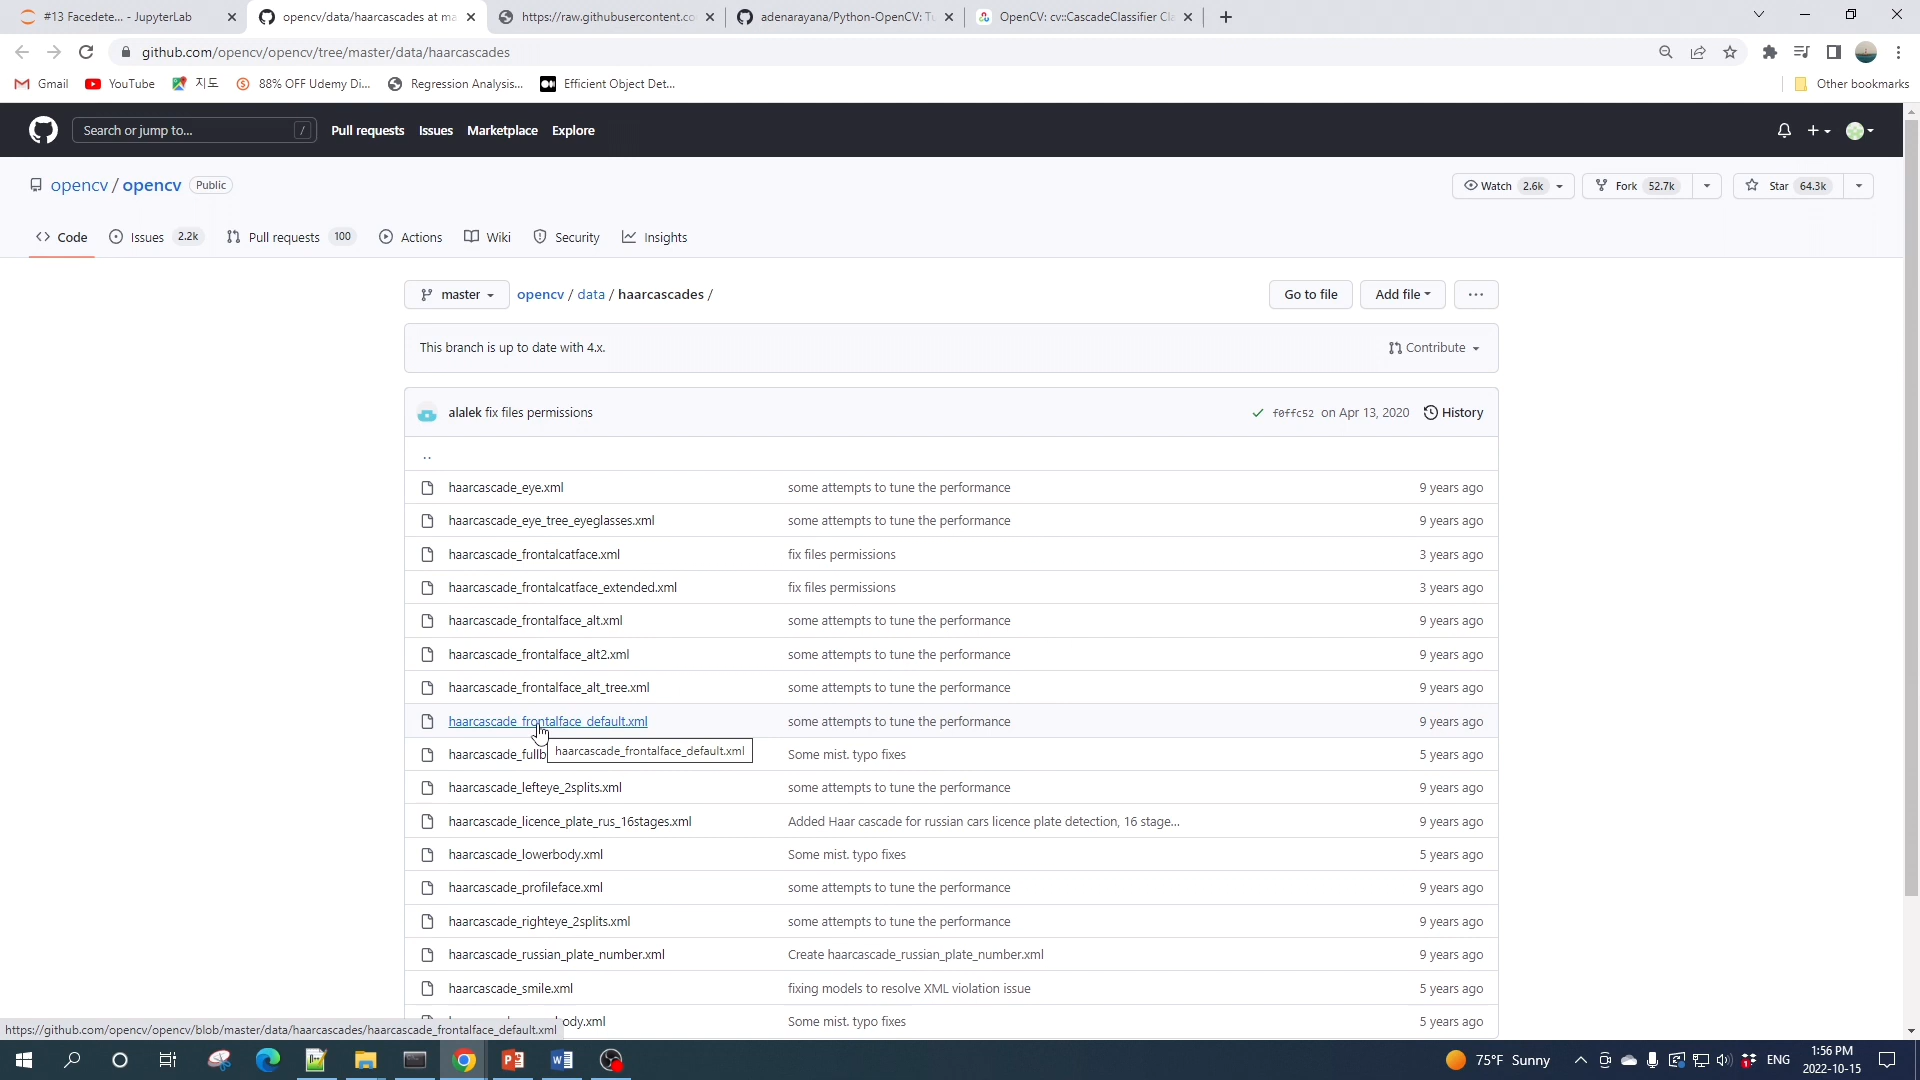 #13 Facedete... - JupyterLab
opencv/data/haarcascades at ma
https://raw.githubusercontent.co
adenarayana/Python-OpenCV: Tu
OpenCV: cv::CascadeClassifier Cla
github.com/opencv/opencv/tree/master/data/haarcascades
Gmail
YouTube
지도
88% OFF Udemy Di...
Regression Analysis...
Efficient Object Det...
Other bookmarks
Search or jump to... /
Pull requests
Issues
Marketplace
Explore
opencv / opencv Public
Watch 2.6k
Fork 52.7k
Star 64.3k
Code
Issues 2.2k
Pull requests 100
Actions
Wiki
Security
Insights
master
opencv / data / haarcascades /
Go to file
Add file
This branch is up to date with 4.x.
Contribute
alalek fix files permissions
f0ffc52 on Apr 13, 2020
History
..
haarcascade_eye.xml some attempts to tune the performance 9 years ago
haarcascade_eye_tree_eyeglasses.xml some attempts to tune the performance 9 years ago
haarcascade_frontalcatface.xml fix files permissions 3 years ago
haarcascade_frontalcatface_extended.xml fix files permissions 3 years ago
haarcascade_frontalface_alt.xml some attempts to tune the performance 9 years ago
haarcascade_frontalface_alt2.xml some attempts to tune the performance 9 years ago
haarcascade_frontalface_alt_tree.xml some attempts to tune the performance 9 years ago
haarcascade_frontalface_default.xml some attempts to tune the performance 9 years ago
haarcascade_fullb Some mist. typo fixes 5 years ago
haarcascade_frontalface_default.xml
haarcascade_lefteye_2splits.xml some attempts to tune the performance 9 years ago
haarcascade_licence_plate_rus_16stages.xml Added Haar cascade for russian cars licence plate detection, 16 stage... 9 years ago
haarcascade_lowerbody.xml Some mist. typo fixes 5 years ago
haarcascade_profileface.xml some attempts to tune the performance 9 years ago
haarcascade_righteye_2splits.xml some attempts to tune the performance 9 years ago
haarcascade_russian_plate_number.xml Create haarcascade_russian_plate_number.xml 9 years ago
haarcascade_smile.xml fixing models to resolve XML violation issue 5 years ago
ody.xml Some mist. typo fixes 5 years ago
https://github.com/opencv/opencv/blob/master/data/haarcascades/haarcascade_frontalface_default.xml
75°F Sunny
ENG
1:56 PM
2022-10-15